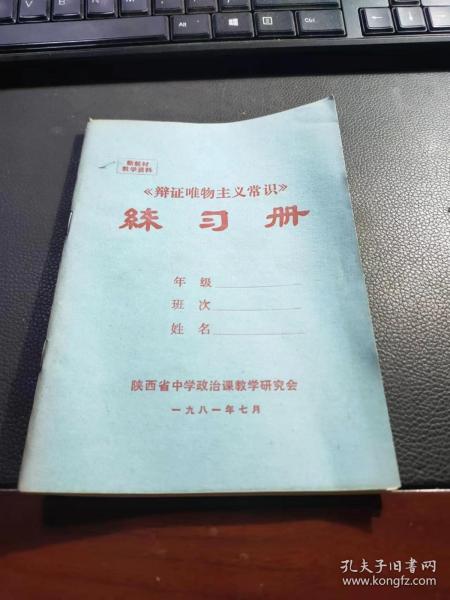 Alt
Alt
V
B
N
M
新教材
教学资料
《辩证唯物主义常识》
练习册
年级
班次
姓名
陕西省中学政治课教学研究会
一九八一年七月
孔夫子旧书网
www.kongfz.com